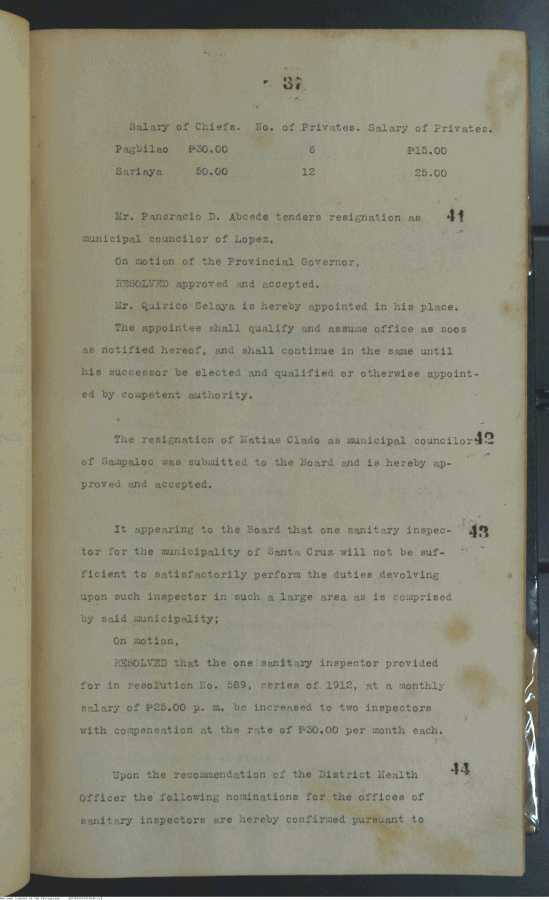 37
Salary of Chiefs. No. of Privates. Salary of Privates.
Pagbilao ₱30.00 6 ₱15.00
Sariaya 50.00 12 25.00
Mr. Pancracio D. Abcede tenders resignation as 41
municipal councilor of Lopez.
On motion of the Provincial Governor,
RESOLVED approved and accepted.
Mr. Quirico Selaya is hereby appointed in his place.
The appointee shall qualify and assume office as soos
as notified hereof, and shall continue in the same until
his successor be elected and qualified or otherwise appoint-
ed by competent authority.
The resignation of Matias Clado as municipal councilor 42
of Sampaloc was submitted to the Board and is hereby ap-
proved and accepted.
It appearing to the Board that one sanitary inspec- 43
tor for the municipality of Santa Cruz will not be suf-
ficient to satisfactorily perform the duties devolving
upon such inspector in such a large area as is comprised
by said municipality;
On motion,
RESOLVED that the one sanitary inspector provided
for in resolution No. 589, series of 1912, at a monthly
salary of ₱25.00 p. m. be increased to two inspectors
with compensation at the rate of ₱30.00 per month each.
Upon the recommendation of the District Health 44
Officer the following nominations for the offices of
sanitary inspectors are hereby confirmed pursuant to